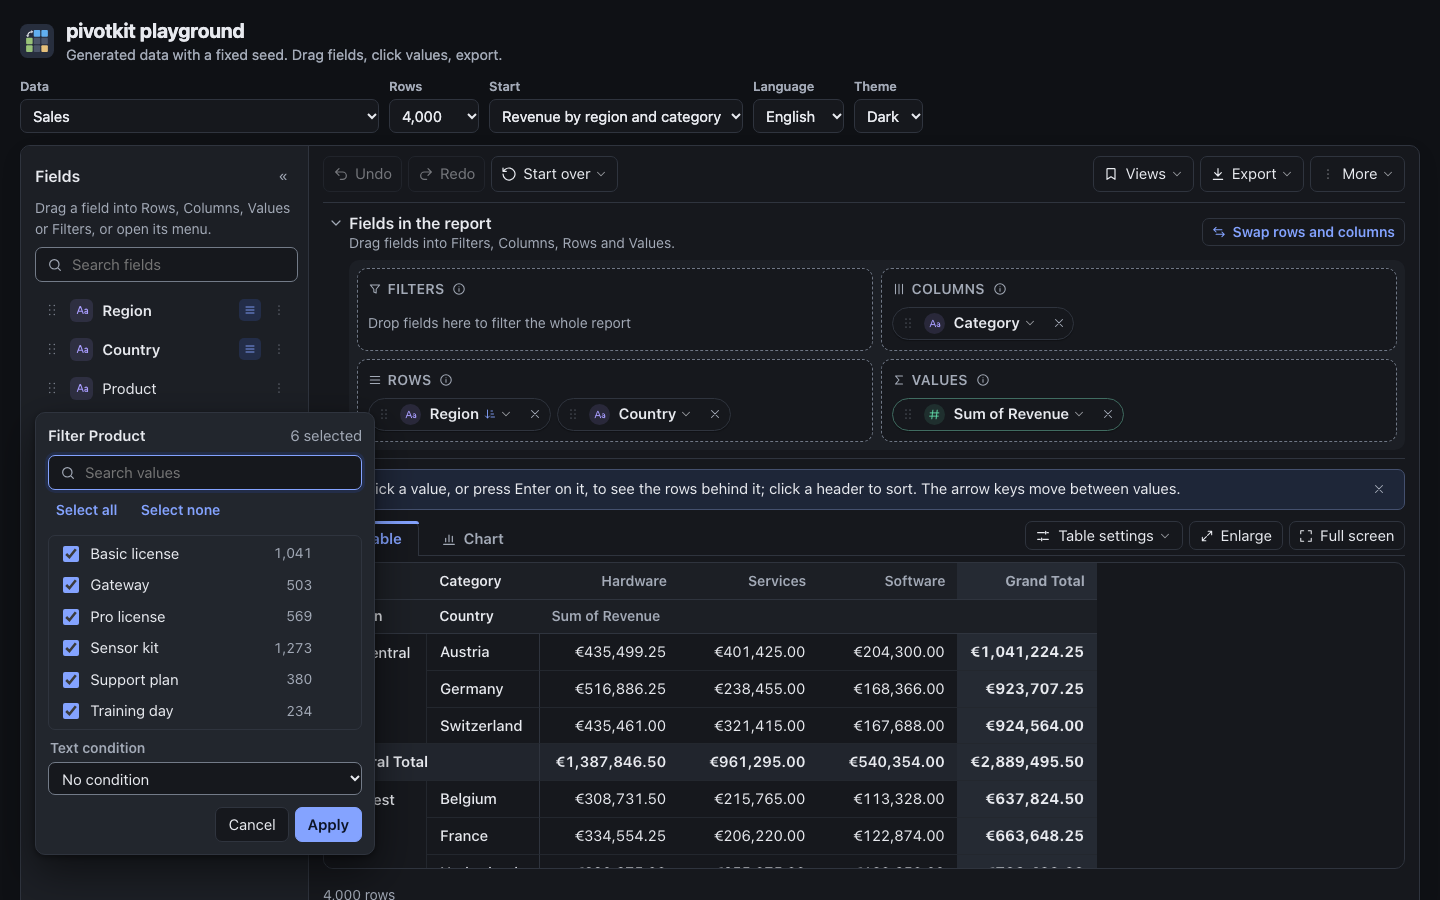 pivotkit playground
Generated data with a fixed seed. Drag fields, click values, export.
Data Rows Start Language Theme
Sales 4,000 Revenue by region and category English Dark
Fields «
Drag a field into Rows, Columns, Values
or Filters, or open its menu.
Search fields
Aa Region
Aa Country
Aa Product
Filter Product 6 selected
Search values
Select all Select none
Basic license 1,041
Gateway 503
Pro license 569
Sensor kit 1,273
Support plan 380
Training day 234
Text condition
No condition
Cancel Apply
Undo Redo Start over Views Export More
Fields in the report
Drag fields into Filters, Columns, Rows and Values.
Swap rows and columns
FILTERS
Drop fields here to filter the whole report
COLUMNS
Aa Category
ROWS
Aa Region Aa Country
VALUES
# Sum of Revenue
ick a value, or press Enter on it, to see the rows behind it; click a header to sort. The arrow keys move between values.
able Chart Table settings Enlarge Full screen
Category Hardware Services Software Grand Total
n Country Sum of Revenue
entral Austria €435,499.25 €401,425.00 €204,300.00 €1,041,224.25
Germany €516,886.25 €238,455.00 €168,366.00 €923,707.25
Switzerland €435,461.00 €321,415.00 €167,688.00 €924,564.00
ral Total €1,387,846.50 €961,295.00 €540,354.00 €2,889,495.50
est Belgium €308,731.50 €215,765.00 €113,328.00 €637,824.50
France €334,554.25 €206,220.00 €122,874.00 €663,648.25
4,000 rows